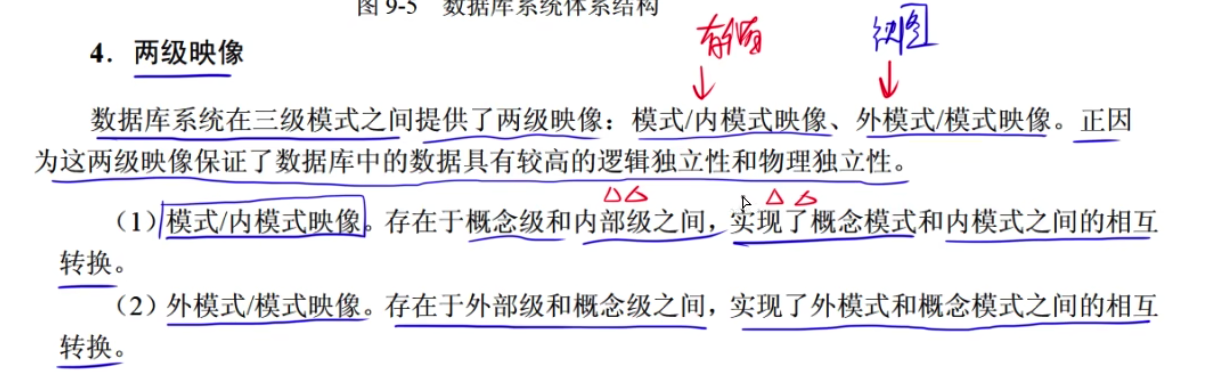 图 9-5 数据库系统体系结构
4．两级映像
视图
数据库系统在三级模式之间提供了两级映像：模式/内模式映像、外模式/模式映像。正因
为这两级映像保证了数据库中的数据具有较高的逻辑独立性和物理独立性。
（1）模式/内模式映像。存在于概念级和内部级之间，实现了概念模式和内模式之间的相互
转换。
（2）外模式/模式映像。存在于外部级和概念级之间，实现了外模式和概念模式之间的相互
转换。